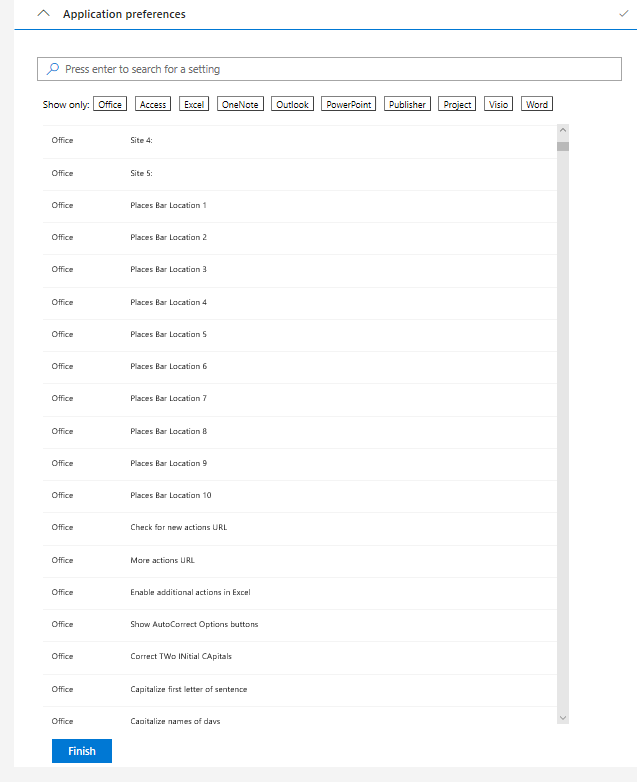 Application preferences
Press enter to search for a setting
Show only: Office Access Excel OneNote Outlook PowerPoint Publisher Project Visio Word
Office Site 4:
Office Site 5:
Office Places Bar Location 1
Office Places Bar Location 2
Office Places Bar Location 3
Office Places Bar Location 4
Office Places Bar Location 5
Office Places Bar Location 6
Office Places Bar Location 7
Office Places Bar Location 8
Office Places Bar Location 9
Office Places Bar Location 10
Office Check for new actions URL
Office More actions URL
Office Enable additional actions in Excel
Office Show AutoCorrect Options buttons
Office Correct TWo INitial CApitals
Office Capitalize first letter of sentence
Office Capitalize names of days
Finish